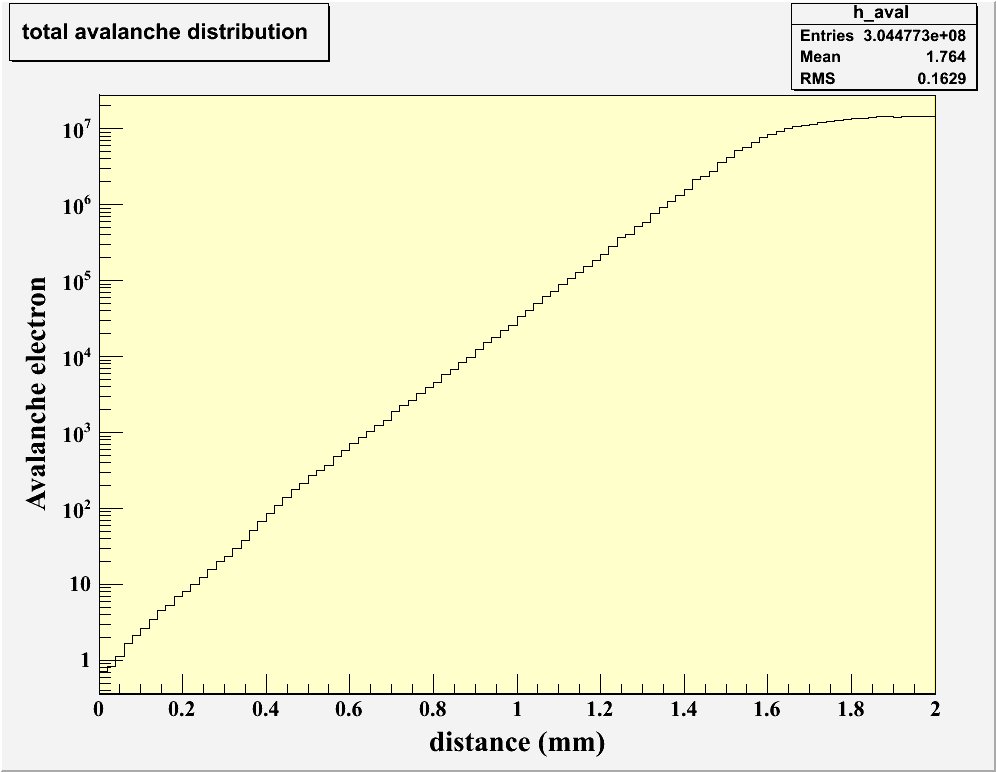 total avalanche distribution
h_aval
Entries 3.044773e+08
Mean 1.764
RMS 0.1629
Avalanche electron
10⁷
10⁶
10⁵
10⁴
10³
10²
10
1
0 0.2 0.4 0.6 0.8 1 1.2 1.4 1.6 1.8 2
distance (mm)